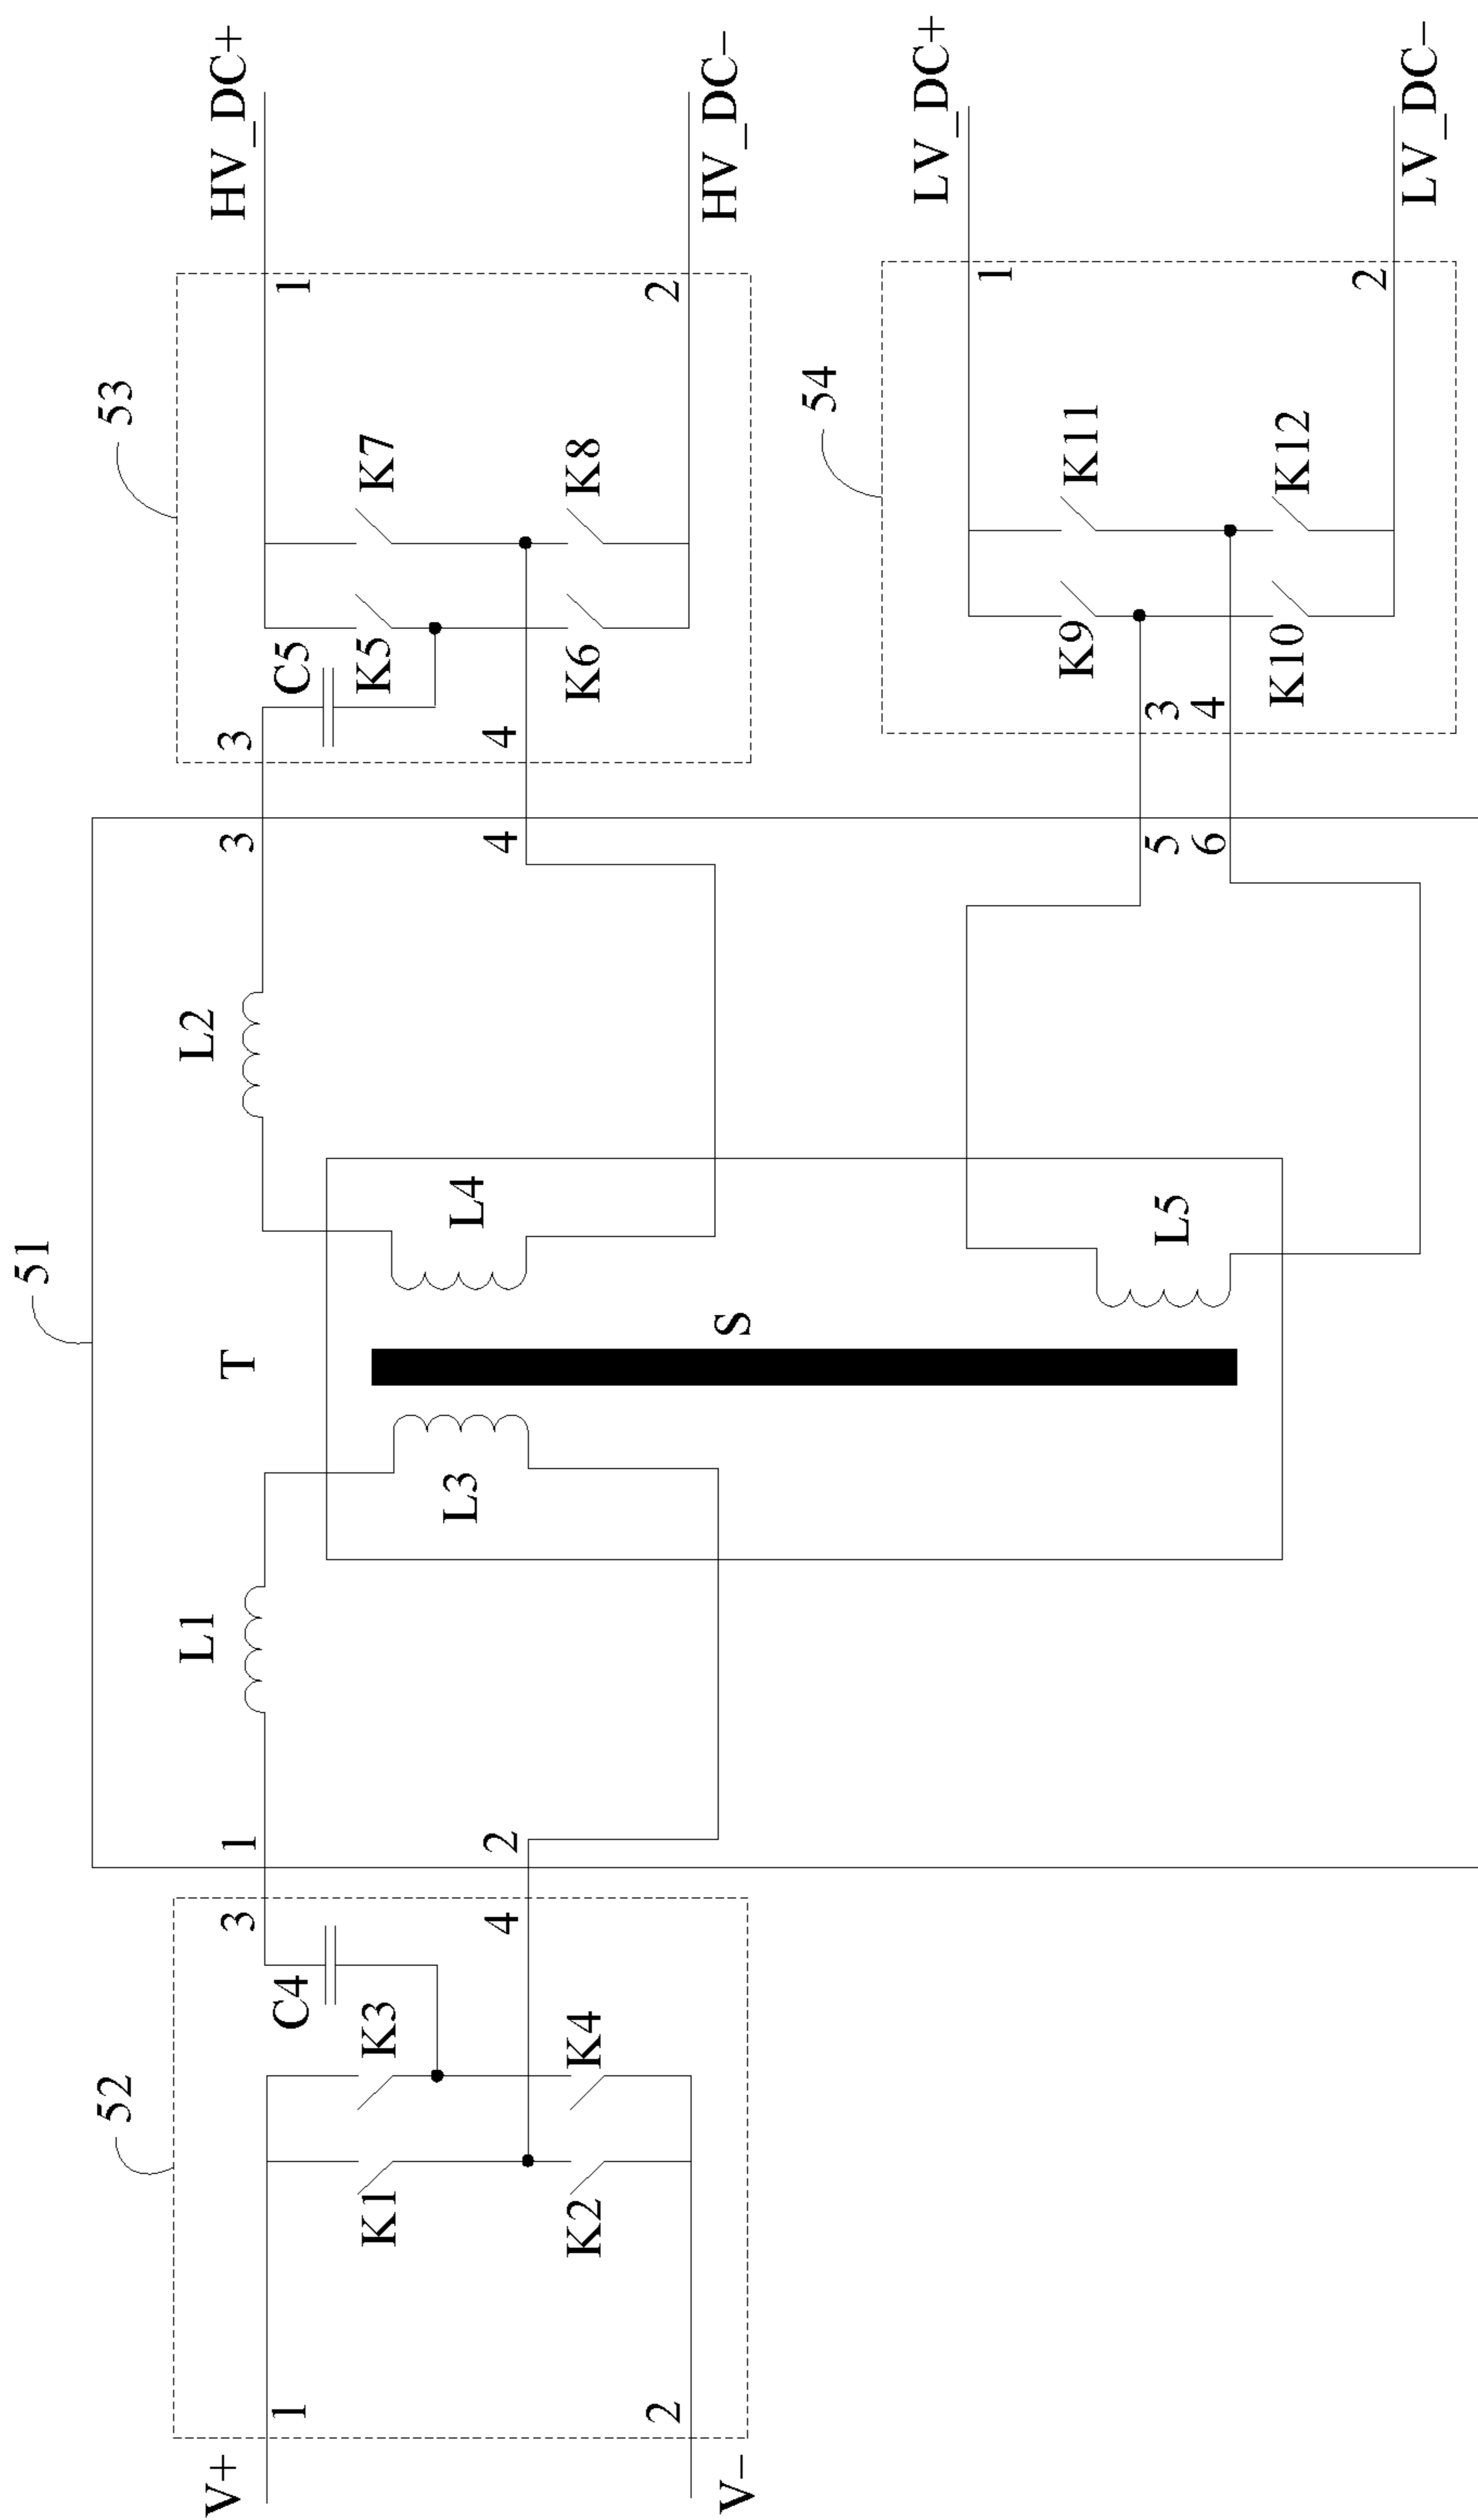 51
52
53
54
T
L1
L2
V+
1
3
1
3
3
1
HV_DC+
C4
C5
K1
K3
L3
L4
K5
K7
4
2
4
4
K2
K4
K6
K8
2
2
V−
HV_DC−
S
LV_DC+
1
K9
K11
5
3
L5
6
4
K10
K12
2
LV_DC−